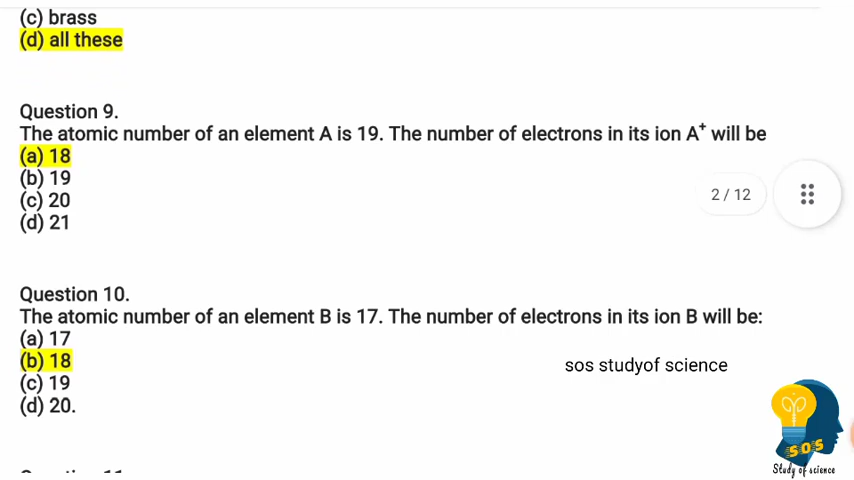 (c) brass
(d) all these
Question 9.
The atomic number of an element A is 19. The number of electrons in its ion A⁺ will be
(a) 18
(b) 19
(c) 20
(d) 21
2 / 12
Question 10.
The atomic number of an element B is 17. The number of electrons in its ion B will be:
(a) 17
(b) 18
(c) 19
(d) 20.
sos studyof science
SOS
Study of science